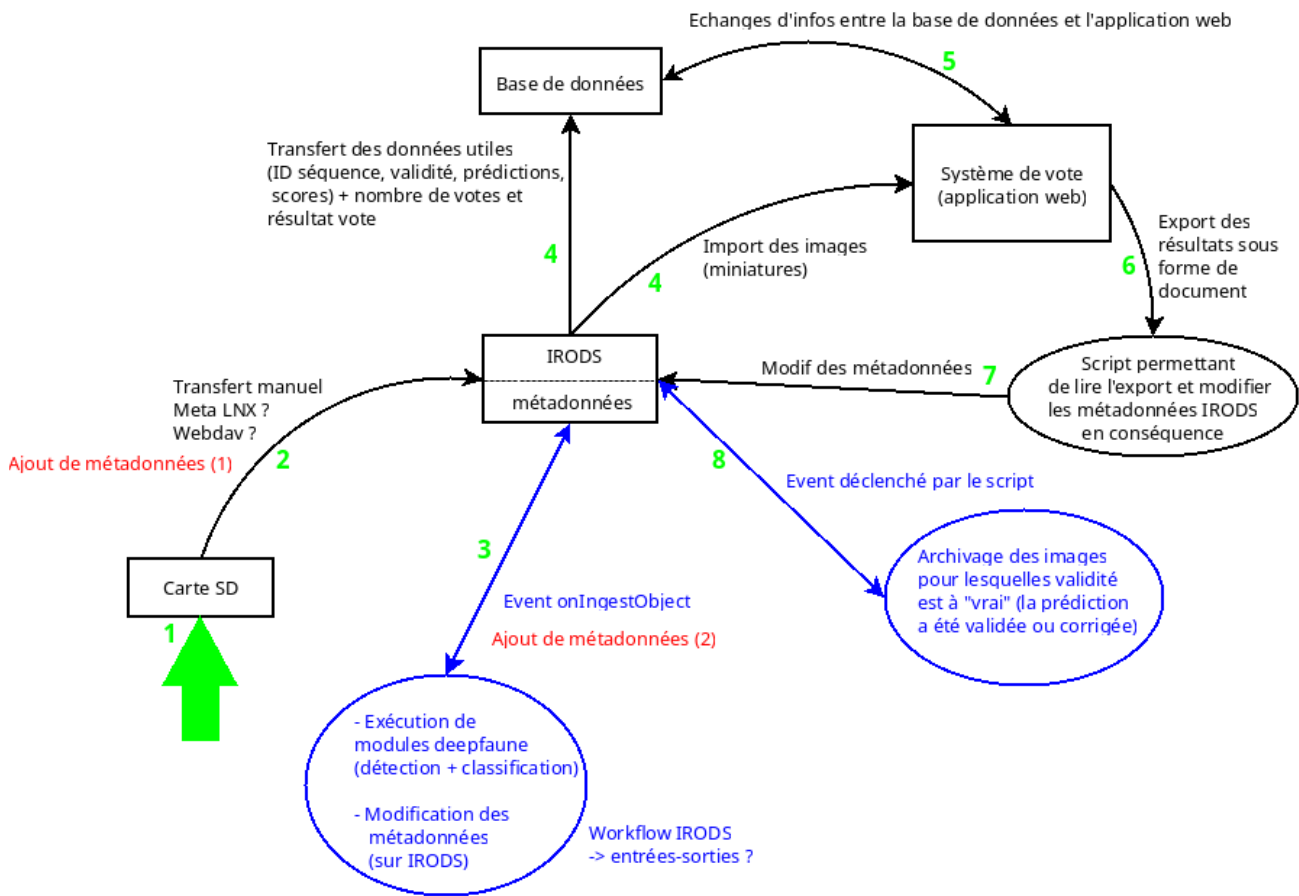 Echanges d'infos entre la base de données et l'application web
5
Base de données
Transfert des données utiles
(ID séquence, validité, prédictions,
scores) + nombre de votes et
résultat vote
4
Système de vote
(application web)
Import des images
(miniatures)
4
Export des
résultats sous
forme de
document
6
IRODS
métadonnées
Modif des métadonnées
7
Script permettant
de lire l'export et modifier
les métadonnées IRODS
en conséquence
Transfert manuel
Meta LNX ?
Webdav ?
Ajout de métadonnées (1)
2
8
Event déclenché par le script
3
Carte SD
1
Event onIngestObject
Ajout de métadonnées (2)
Archivage des images
pour lesquelles validité
est à "vrai" (la prédiction
a été validée ou corrigée)
- Exécution de
modules deepfaune
(détection + classification)
- Modification des
métadonnées
(sur IRODS)
Workflow IRODS
-> entrées-sorties ?